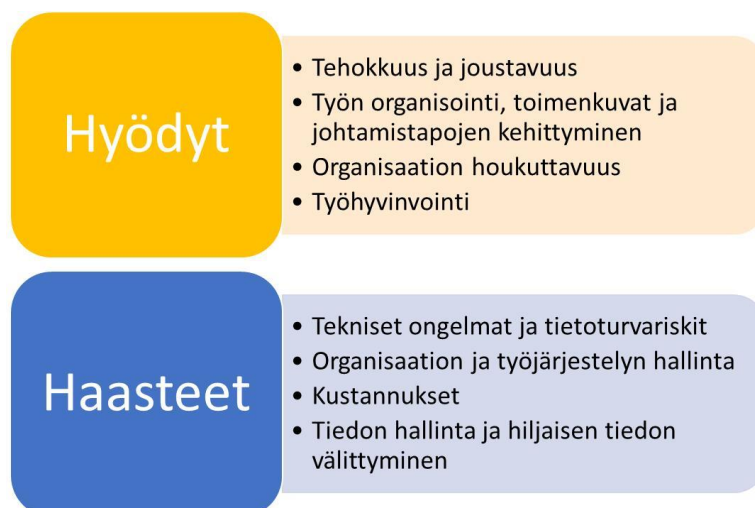 Hyödyt
• Tehokkuus ja joustavuus
• Työn organisointi, toimenkuvat ja
johtamistapojen kehittyminen
• Organisaation houkuttavuus
• Työhyvinvointi
Haasteet
• Tekniset ongelmat ja tietoturvariskit
• Organisaation ja työjärjestelyn hallinta
• Kustannukset
• Tiedon hallinta ja hiljaisen tiedon
välittyminen